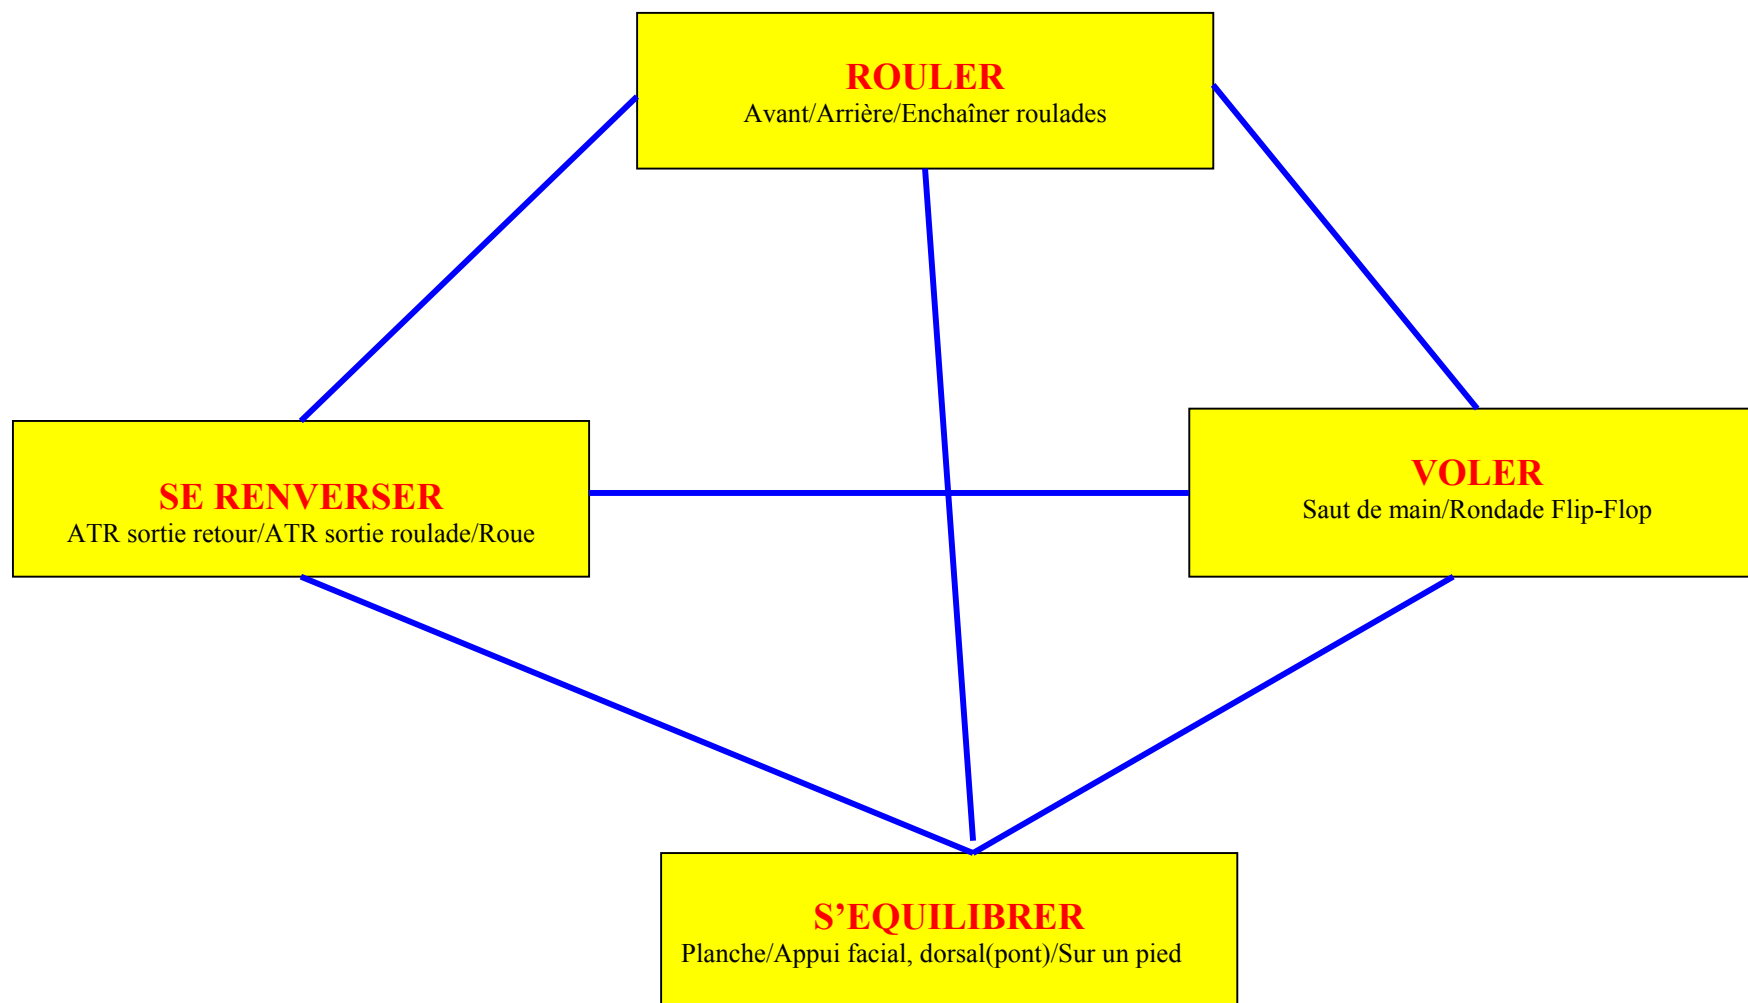 ROULER
Avant/Arrière/Enchaîner roulades
SE RENVERSER
ATR sortie retour/ATR sortie roulade/Roue
VOLER
Saut de main/Rondade Flip-Flop
S’EQUILIBRER
Planche/Appui facial, dorsal(pont)/Sur un pied